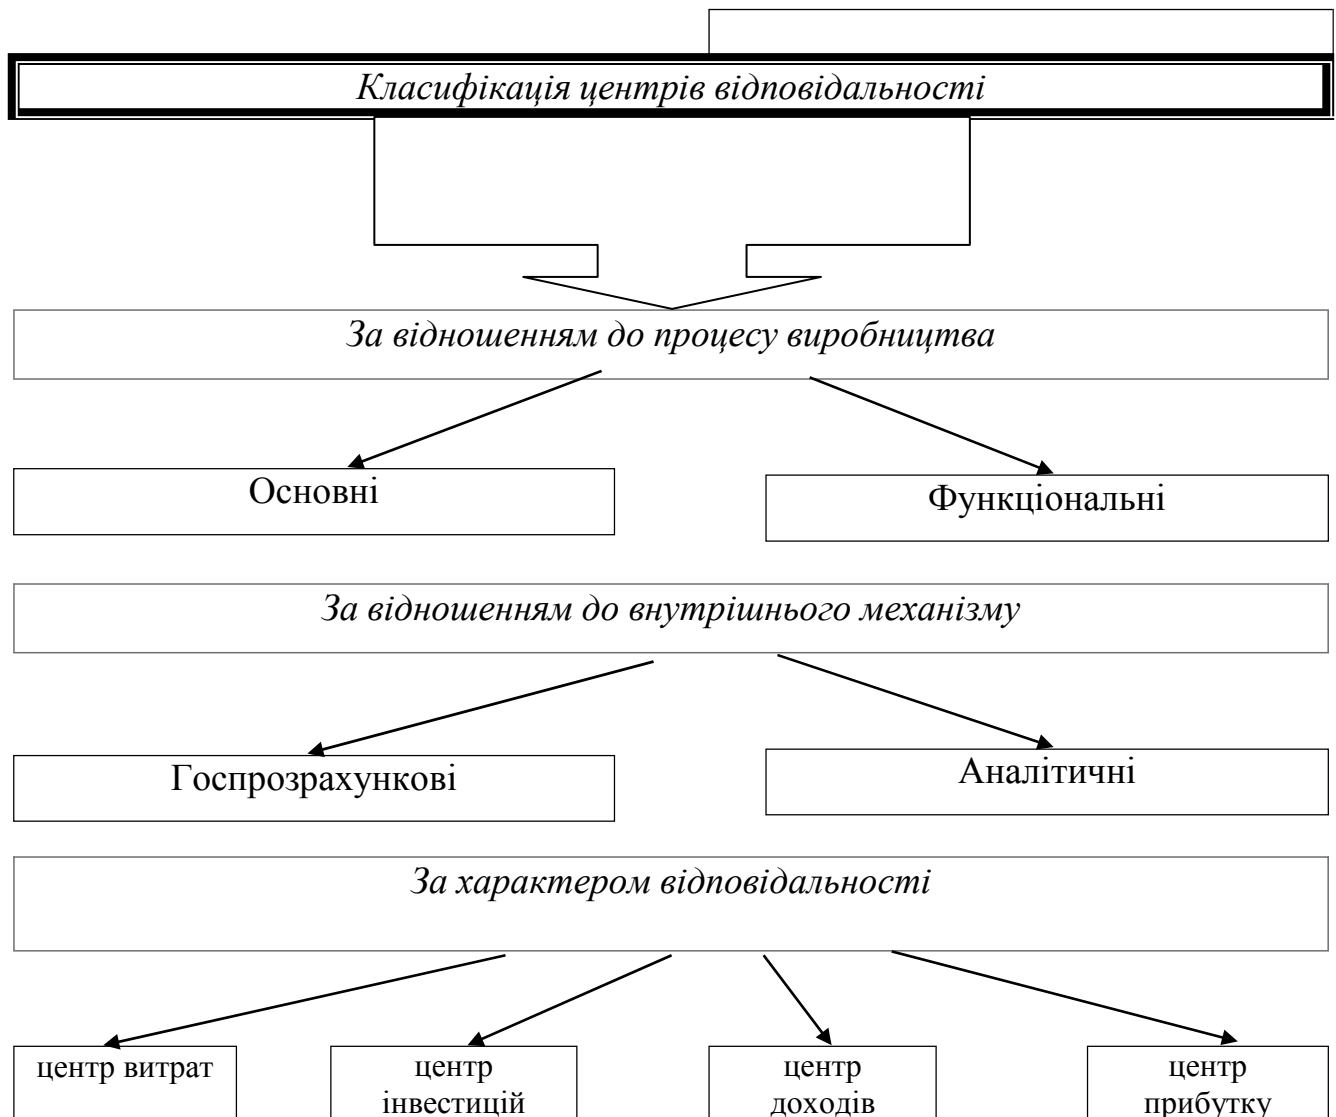 Класифікація центрів відповідальності
За відношенням до процесу виробництва
Основні
Функціональні
За відношенням до внутрішнього механізму
Госпрозрахункові
Аналітичні
За характером відповідальності
центр витрат
центр
інвестицій
центр
доходів
центр
прибутку